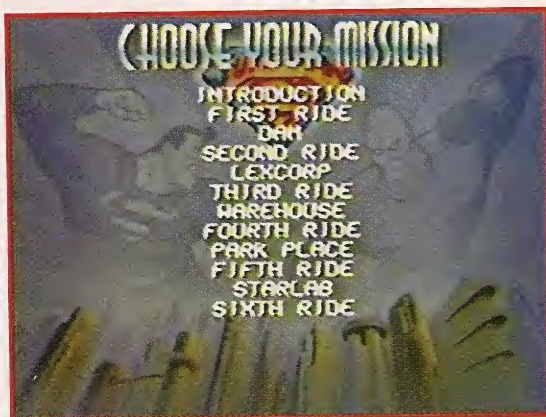 CHOOSE YOUR MISSION
INTRODUCTION
FIRST RIDE
DAM
SECOND RIDE
LEXCORP
THIRD RIDE
WAREHOUSE
FOURTH RIDE
PARK PLACE
FIFTH RIDE
STARLAB
SIXTH RIDE